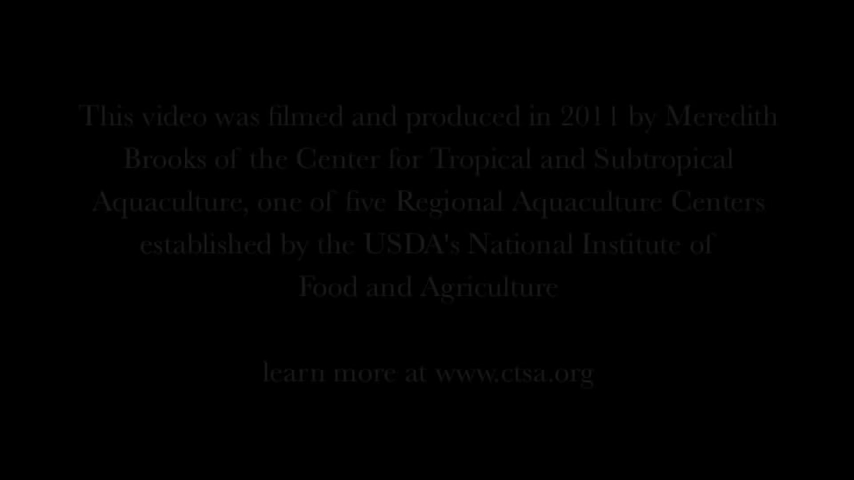 This video was filmed and produced in 2011 by Meredith
Brooks of the Center for Tropical and Subtropical
Aquaculture, one of five Regional Aquaculture Centers
established by the USDA's National Institute of
Food and Agriculture
learn more at www.ctsa.org